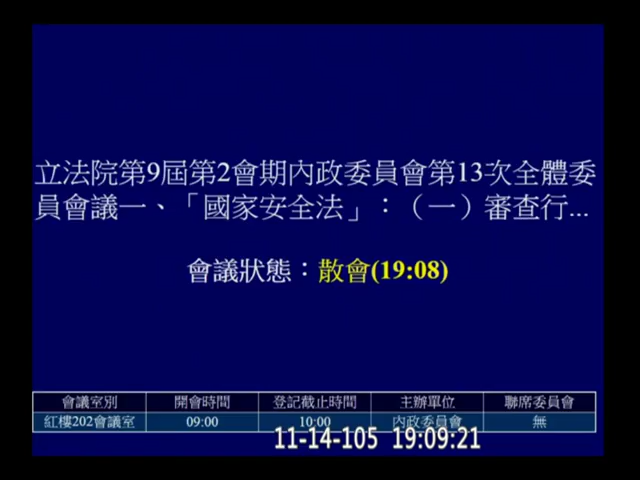 立法院第9屆第2會期內政委員會第13次全體委
員會議一、「國家安全法」：（一）審查行...
會議狀態：散會(19:08)
會議室別 開會時間 登記截止時間 主辦單位 聯席委員會
紅樓202會議室 09:00 10:00 內政委員會 無
11-14-105 19:09:21